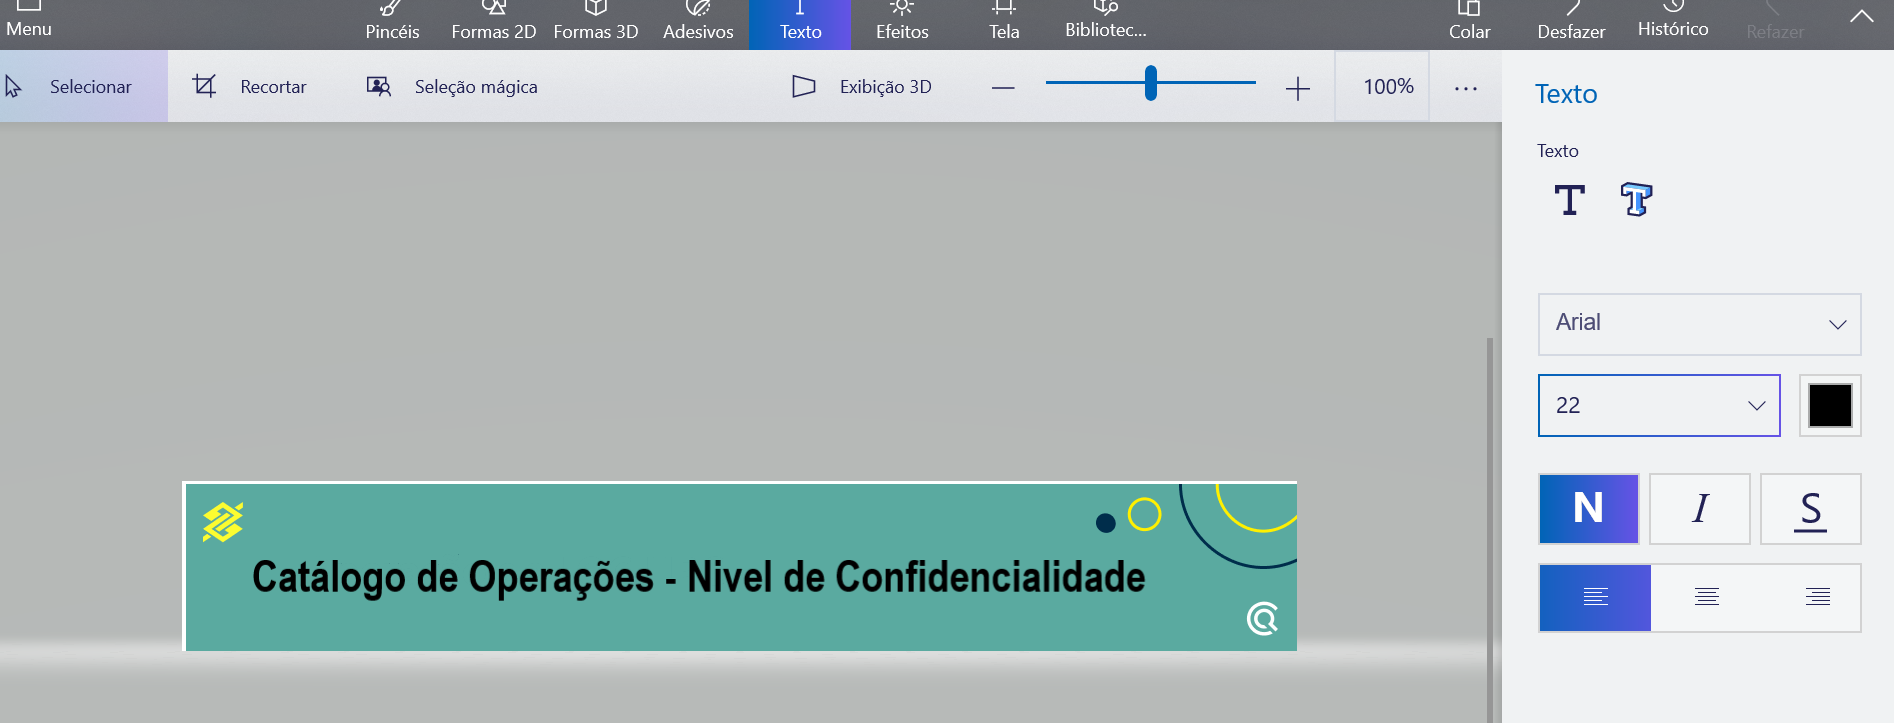 Menu
Pincéis
Formas 2D
Formas 3D
Adesivos
Texto
Efeitos
Tela
Bibliotec...
Colar
Desfazer
Histórico
Refazer
Selecionar
Recortar
Seleção mágica
Exibição 3D
100%
Texto
Texto
T T
Arial
22
N I S
Catálogo de Operações - Nivel de Confidencialidade